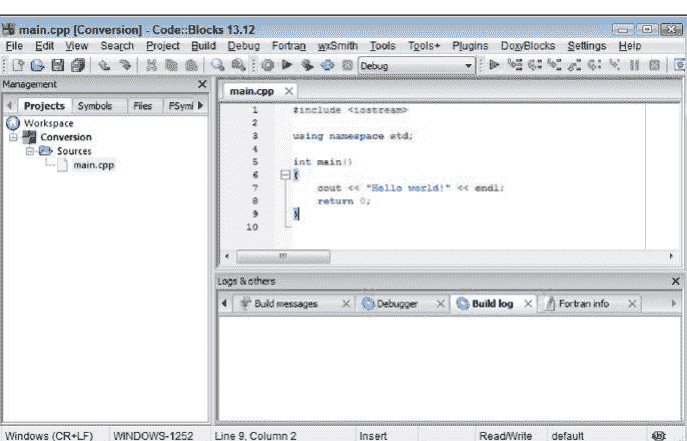 main.cpp [Conversion] - Code::Blocks 13.12
File Edit View Search Project Build Debug Fortran wxSmith Tools Tools+ Plugins DoxyBlocks Settings Help
Debug
Management
Projects Symbols Files FSymi
Workspace
Conversion
Sources
main.cpp
main.cpp
1 #include <iostream>
2
3 using namespace std;
4
5 int main()
6 {
7 cout << "Hello world!" << endl;
8 return 0;
9 }
10
Logs & others
Build messages Debugger Build log Fortran info
Windows (CR+LF) WINDOWS-1252 Line 9, Column 2 Insert Read/Write default